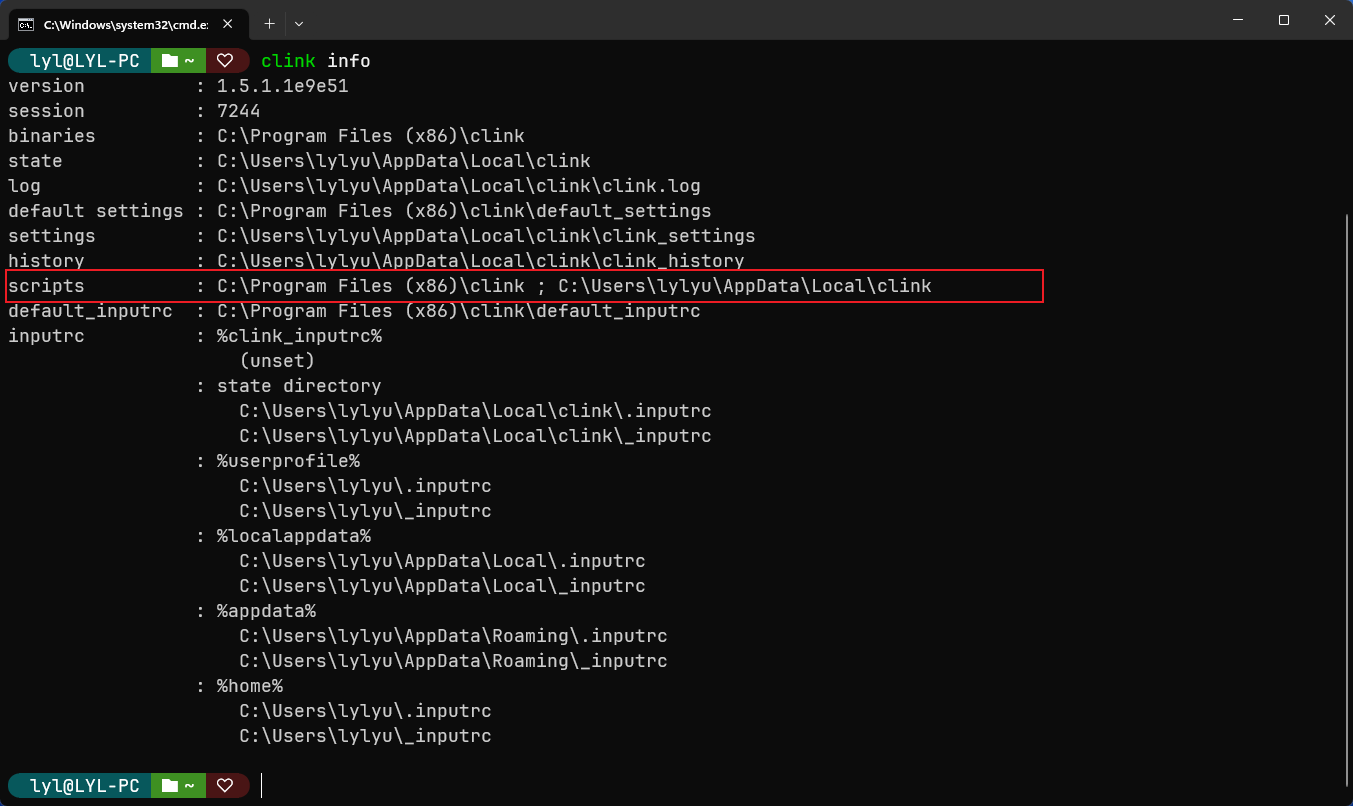 C:\Windows\system32\cmd.e:
lyl@LYL-PC ~ ♡ clink info
version : 1.5.1.1e9e51
session : 7244
binaries : C:\Program Files (x86)\clink
state : C:\Users\lylyu\AppData\Local\clink
log : C:\Users\lylyu\AppData\Local\clink\clink.log
default settings : C:\Program Files (x86)\clink\default_settings
settings : C:\Users\lylyu\AppData\Local\clink\clink_settings
history : C:\Users\lylyu\AppData\Local\clink\clink_history
scripts : C:\Program Files (x86)\clink ; C:\Users\lylyu\AppData\Local\clink
default_inputrc : C:\Program Files (x86)\clink\default_inputrc
inputrc : %clink_inputrc%
(unset)
: state directory
C:\Users\lylyu\AppData\Local\clink\.inputrc
C:\Users\lylyu\AppData\Local\clink\_inputrc
: %userprofile%
C:\Users\lylyu\.inputrc
C:\Users\lylyu\_inputrc
: %localappdata%
C:\Users\lylyu\AppData\Local\.inputrc
C:\Users\lylyu\AppData\Local\_inputrc
: %appdata%
C:\Users\lylyu\AppData\Roaming\.inputrc
C:\Users\lylyu\AppData\Roaming\_inputrc
: %home%
C:\Users\lylyu\.inputrc
C:\Users\lylyu\_inputrc
lyl@LYL-PC ~ ♡